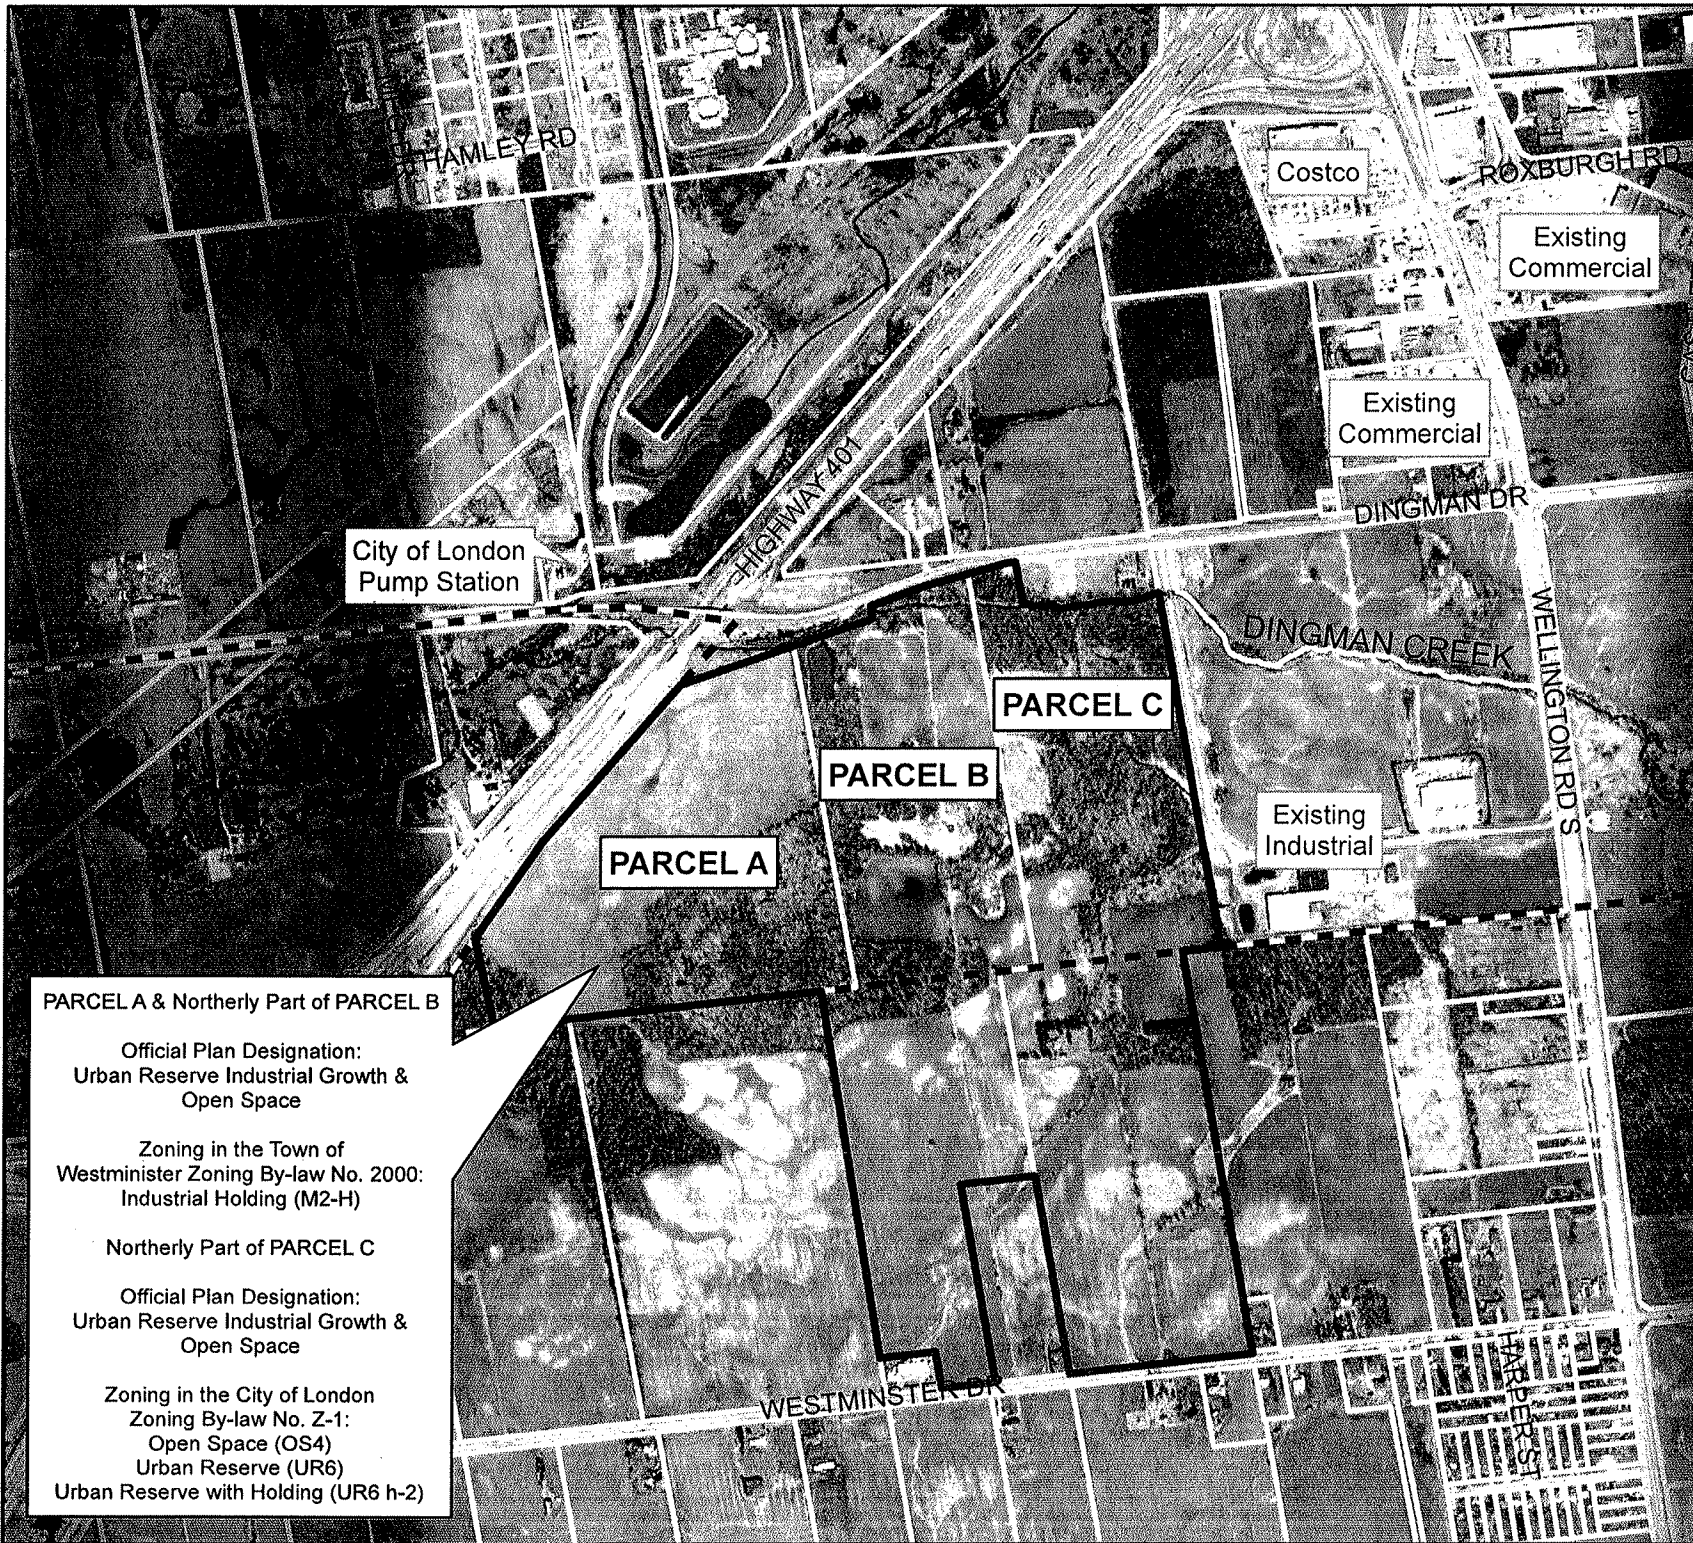 HAMLEY RD
Costco
ROXBURGH RD
Existing
Commercial
Existing
Commercial
HIGHWAY 401
DINGMAN DR
City of London
Pump Station
DINGMAN CREEK
WELLINGTON RD S
PARCEL C
PARCEL B
PARCEL A
Existing
Industrial
PARCEL A & Northerly Part of PARCEL B
Official Plan Designation:
Urban Reserve Industrial Growth &
Open Space
Zoning in the Town of
Westminister Zoning By-law No. 2000:
Industrial Holding (M2-H)
Northerly Part of PARCEL C
Official Plan Designation:
Urban Reserve Industrial Growth &
Open Space
Zoning in the City of London
Zoning By-law No. Z-1:
Open Space (OS4)
Urban Reserve (UR6)
Urban Reserve with Holding (UR6 h-2)
WESTMINSTER DR
HARPER ST